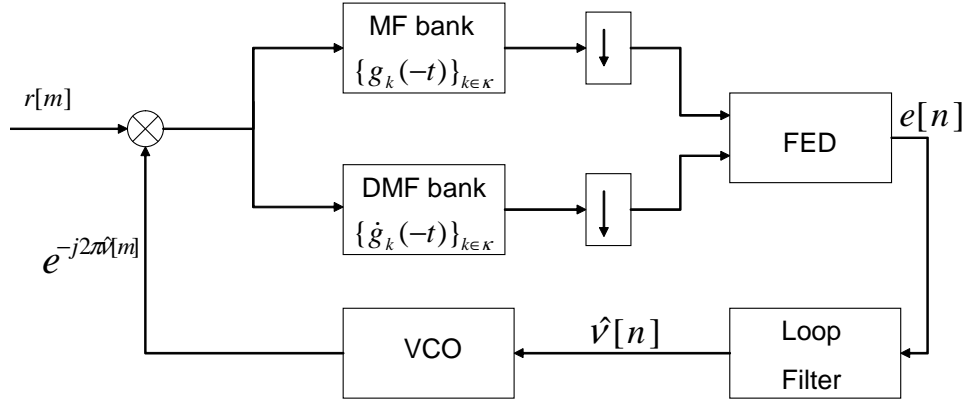 MF bank
{g_k(−t)}_{k∈κ}
r[m]
FED
e[n]
DMF bank
{ġ_k(−t)}_{k∈κ}
e^{−j2πν̂[m]}
VCO
ν̂[n]
Loop
Filter